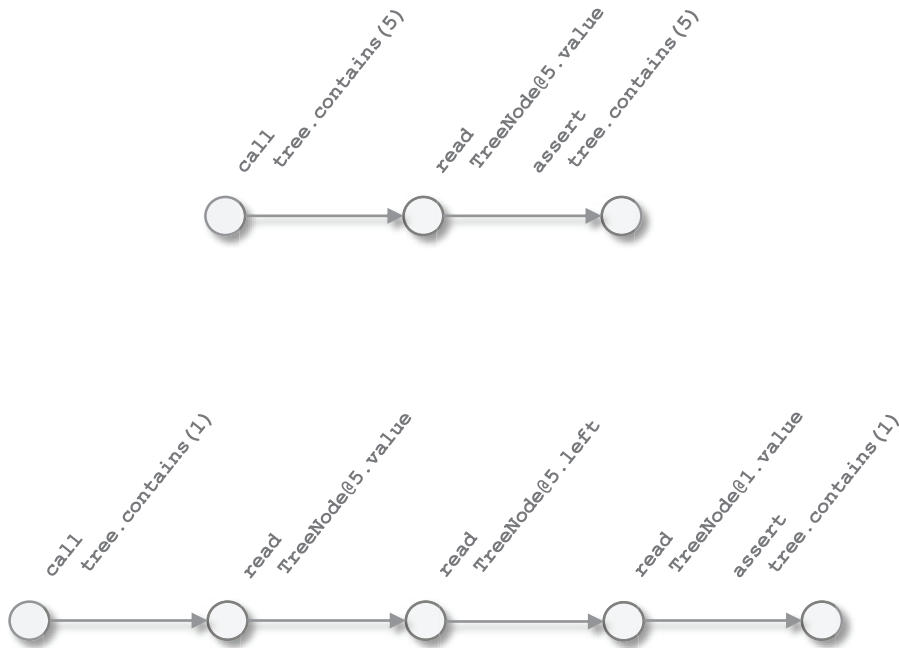 call
tree.contains(5)
read
TreeNode@5.value
assert
tree.contains(5)
call
tree.contains(1)
read
TreeNode@5.value
read
TreeNode@5.left
read
TreeNode@1.value
assert
tree.contains(1)